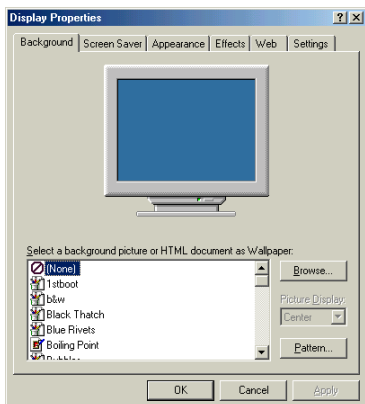 Display Properties
Background Screen Saver Appearance Effects Web Settings
Select a background picture or HTML document as Wallpaper:
(None)
1stboot
b&w
Black Thatch
Blue Rivets
Boiling Point
Bubbles
Browse...
Picture Display:
Center
Pattern...
OK Cancel Apply